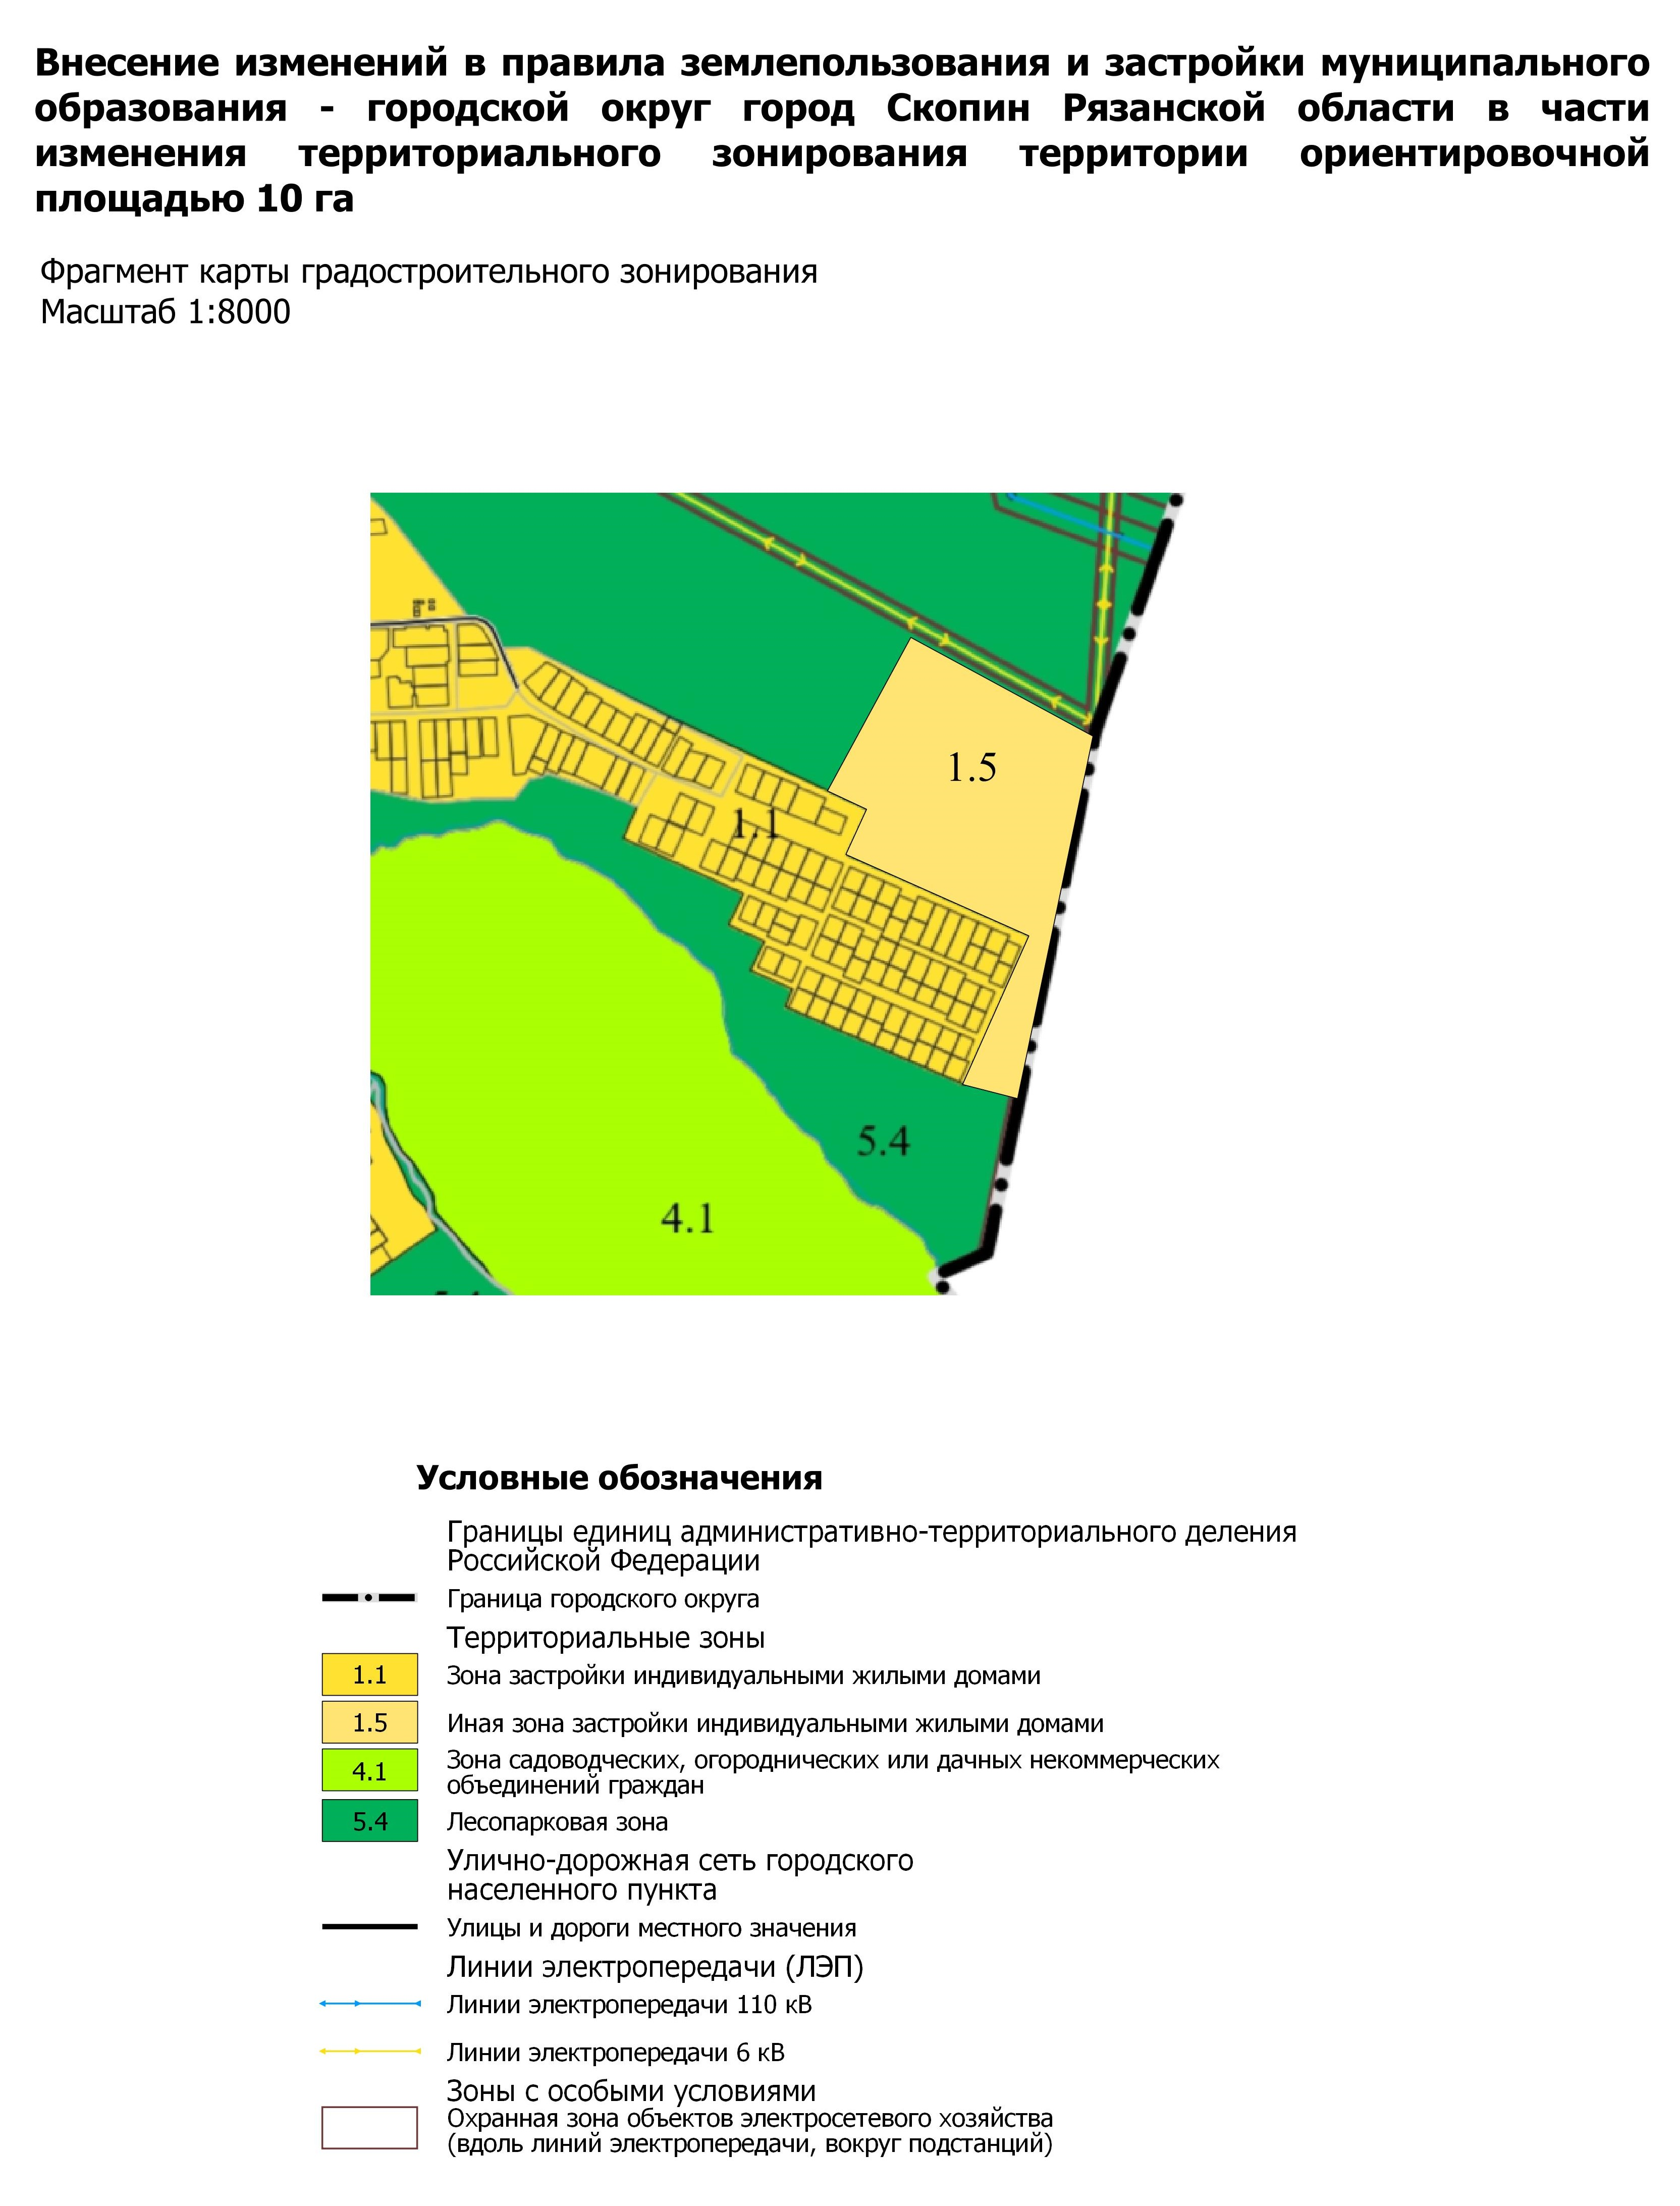 Внесение изменений в правила землепользования и застройки муниципального
образования - городской округ город Скопин Рязанской области в части
изменения территориального зонирования территории ориентировочной
площадью 10 га
Фрагмент карты градостроительного зонирования
Масштаб 1:8000
1.5
1.1
5.4
4.1
Условные обозначения
Границы единиц административно-территориального деления
Российской Федерации
Граница городского округа
Территориальные зоны
1.1 Зона застройки индивидуальными жилыми домами
1.5 Иная зона застройки индивидуальными жилыми домами
4.1 Зона садоводческих, огороднических или дачных некоммерческих
объединений граждан
5.4 Лесопарковая зона
Улично-дорожная сеть городского
населенного пункта
Улицы и дороги местного значения
Линии электропередачи (ЛЭП)
Линии электропередачи 110 кВ
Линии электропередачи 6 кВ
Зоны с особыми условиями
Охранная зона объектов электросетевого хозяйства
(вдоль линий электропередачи, вокруг подстанций)